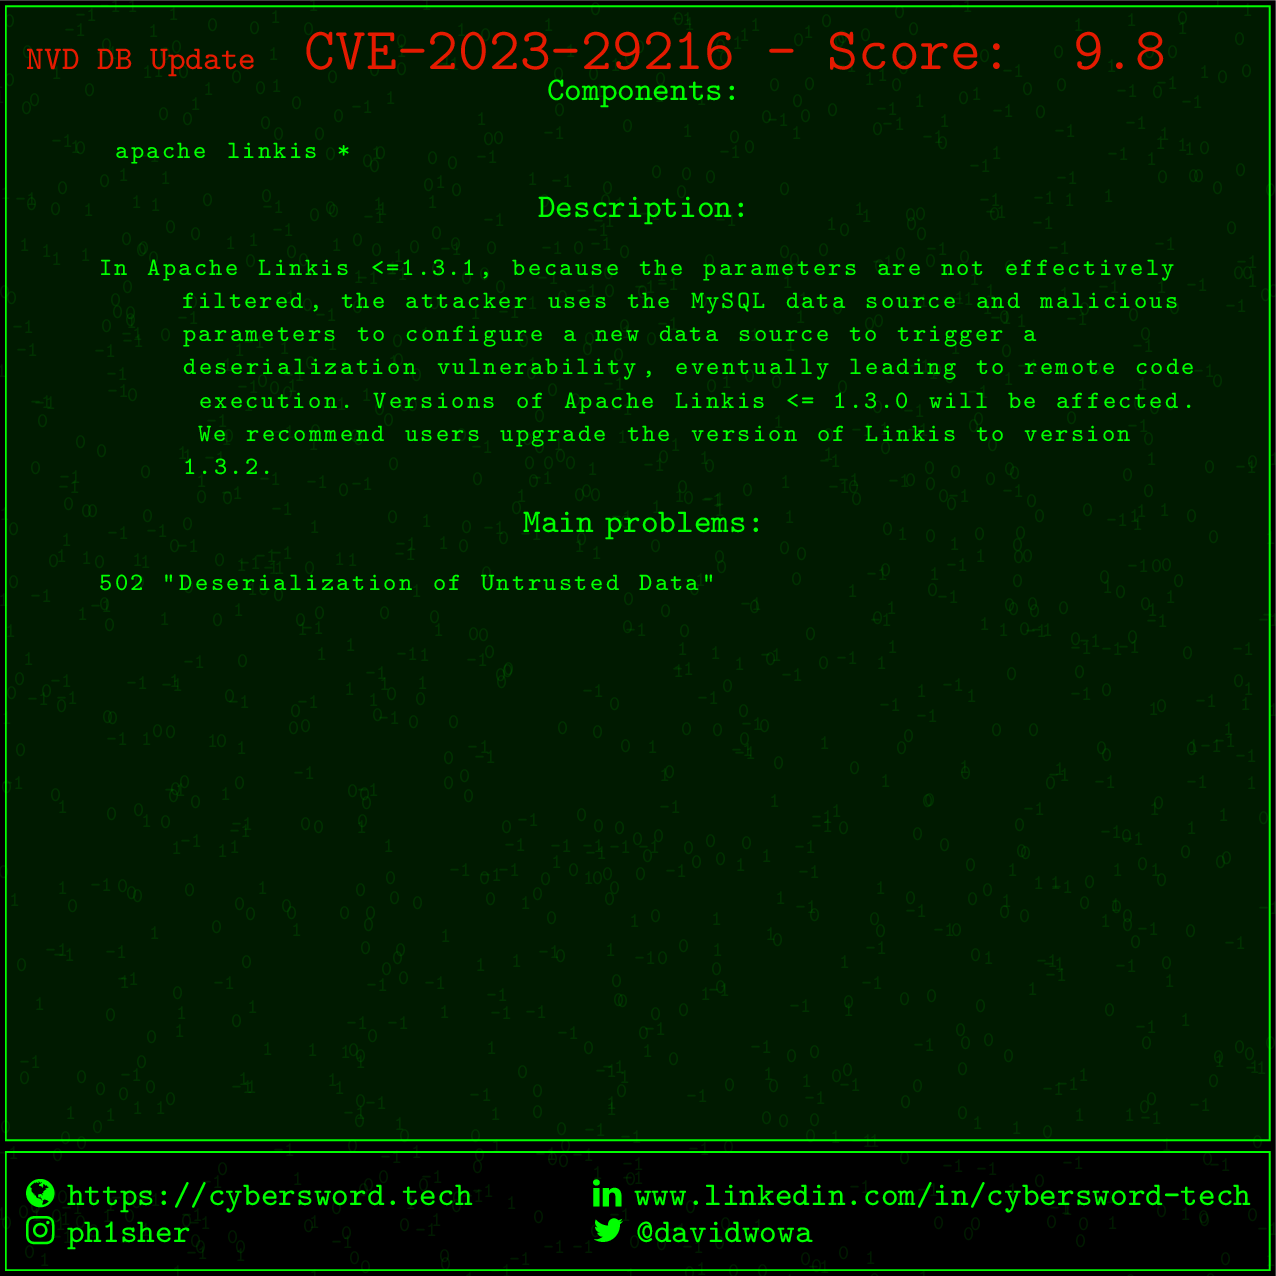 NVD DB Update CVE-2023-29216 - Score: 9.8
Components:
apache linkis *
Description:
In Apache Linkis <=1.3.1, because the parameters are not effectively
filtered, the attacker uses the MySQL data source and malicious
parameters to configure a new data source to trigger a
deserialization vulnerability, eventually leading to remote code
execution. Versions of Apache Linkis <= 1.3.0 will be affected.
We recommend users upgrade the version of Linkis to version
1.3.2.
Main problems:
502 "Deserialization of Untrusted Data"
https://cybersword.tech www.linkedin.com/in/cybersword-tech
ph1sher @davidwowa